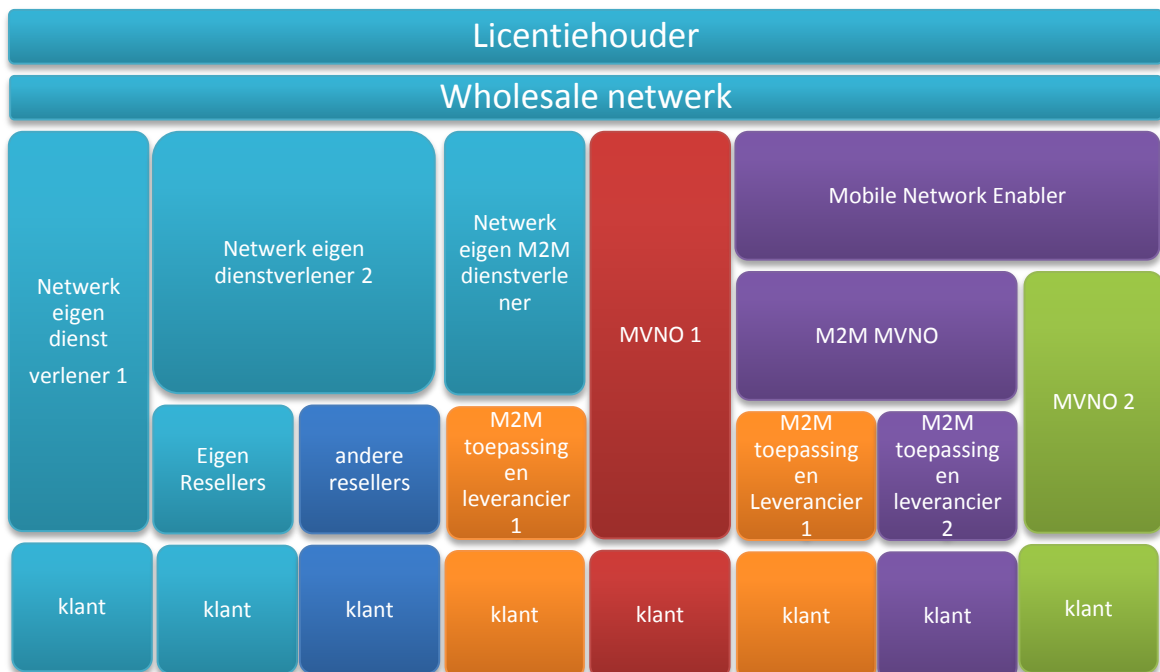 Licentiehouder
Wholesale netwerk
Netwerk
eigen
dienst
verlener 1
Netwerk eigen
dienstverlener 2
Netwerk
eigen M2M
dienstverle
ner
MVNO 1
Mobile Network Enabler
M2M MVNO
MVNO 2
Eigen
Resellers
andere
resellers
M2M
toepassing
en
leverancier
1
M2M
toepassing
en
Leverancier
1
M2M
toepassing
en
leverancier
2
klant
klant
klant
klant
klant
klant
klant
klant